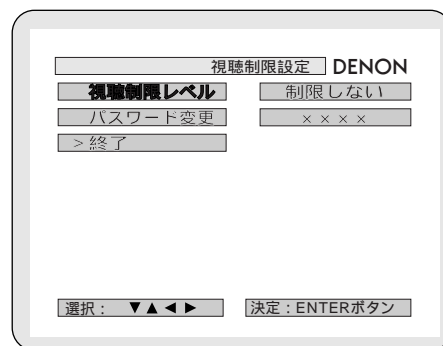 視聴制限設定 DENON
視聴制限レベル 制限しない
パスワード変更 ××××
>終了
選択： ▼▲◀▶ 決定：ENTERボタン